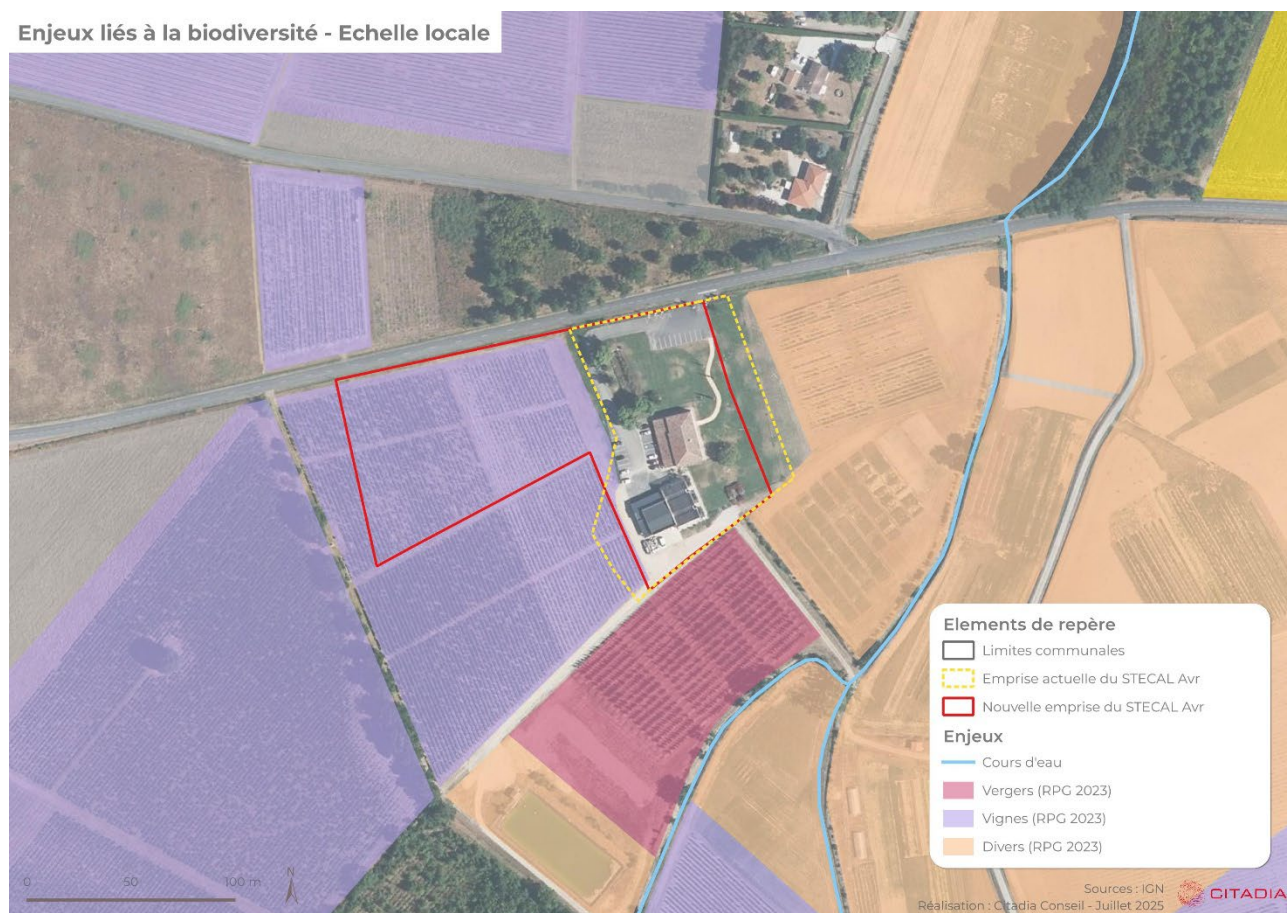 Enjeux liés à la biodiversité - Echelle locale
Elements de repère
Limites communales
Emprise actuelle du STECAL Avr
Nouvelle emprise du STECAL Avr
Enjeux
Cours d'eau
Vergers (RPG 2023)
Vignes (RPG 2023)
Divers (RPG 2023)
0 50 100 m
N
Sources : IGN
Réalisation : Citadia Conseil - Juillet 2025
CITADIA